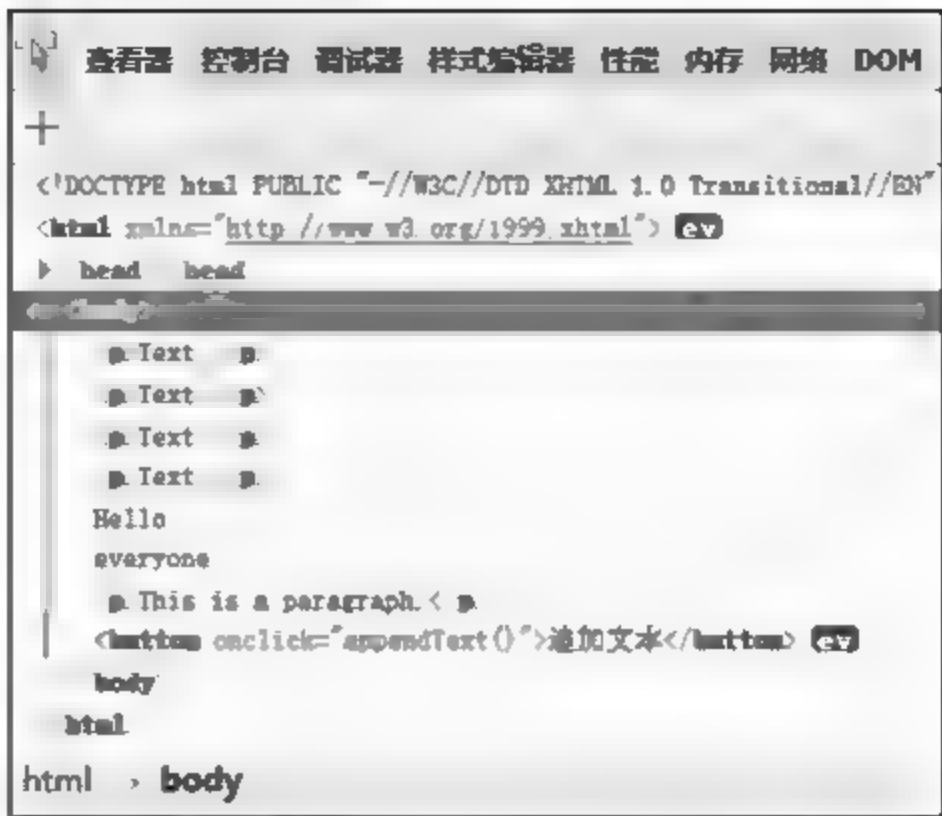 查看器 控制台 调试器 样式编辑器 性能 内存 网络 DOM
+
<!DOCTYPE html PUBLIC "-//W3C//DTD XHTML 1.0 Transitional//EN"
<html xmlns="http //www w3 org/1999 xhtml"> ev
head head
p Text p
p Text p
p Text p
p Text p
Hello
everyone
p This is a paragraph.< p
<button onclick="appendText()">追加文本</button> ev
body
html
html › body